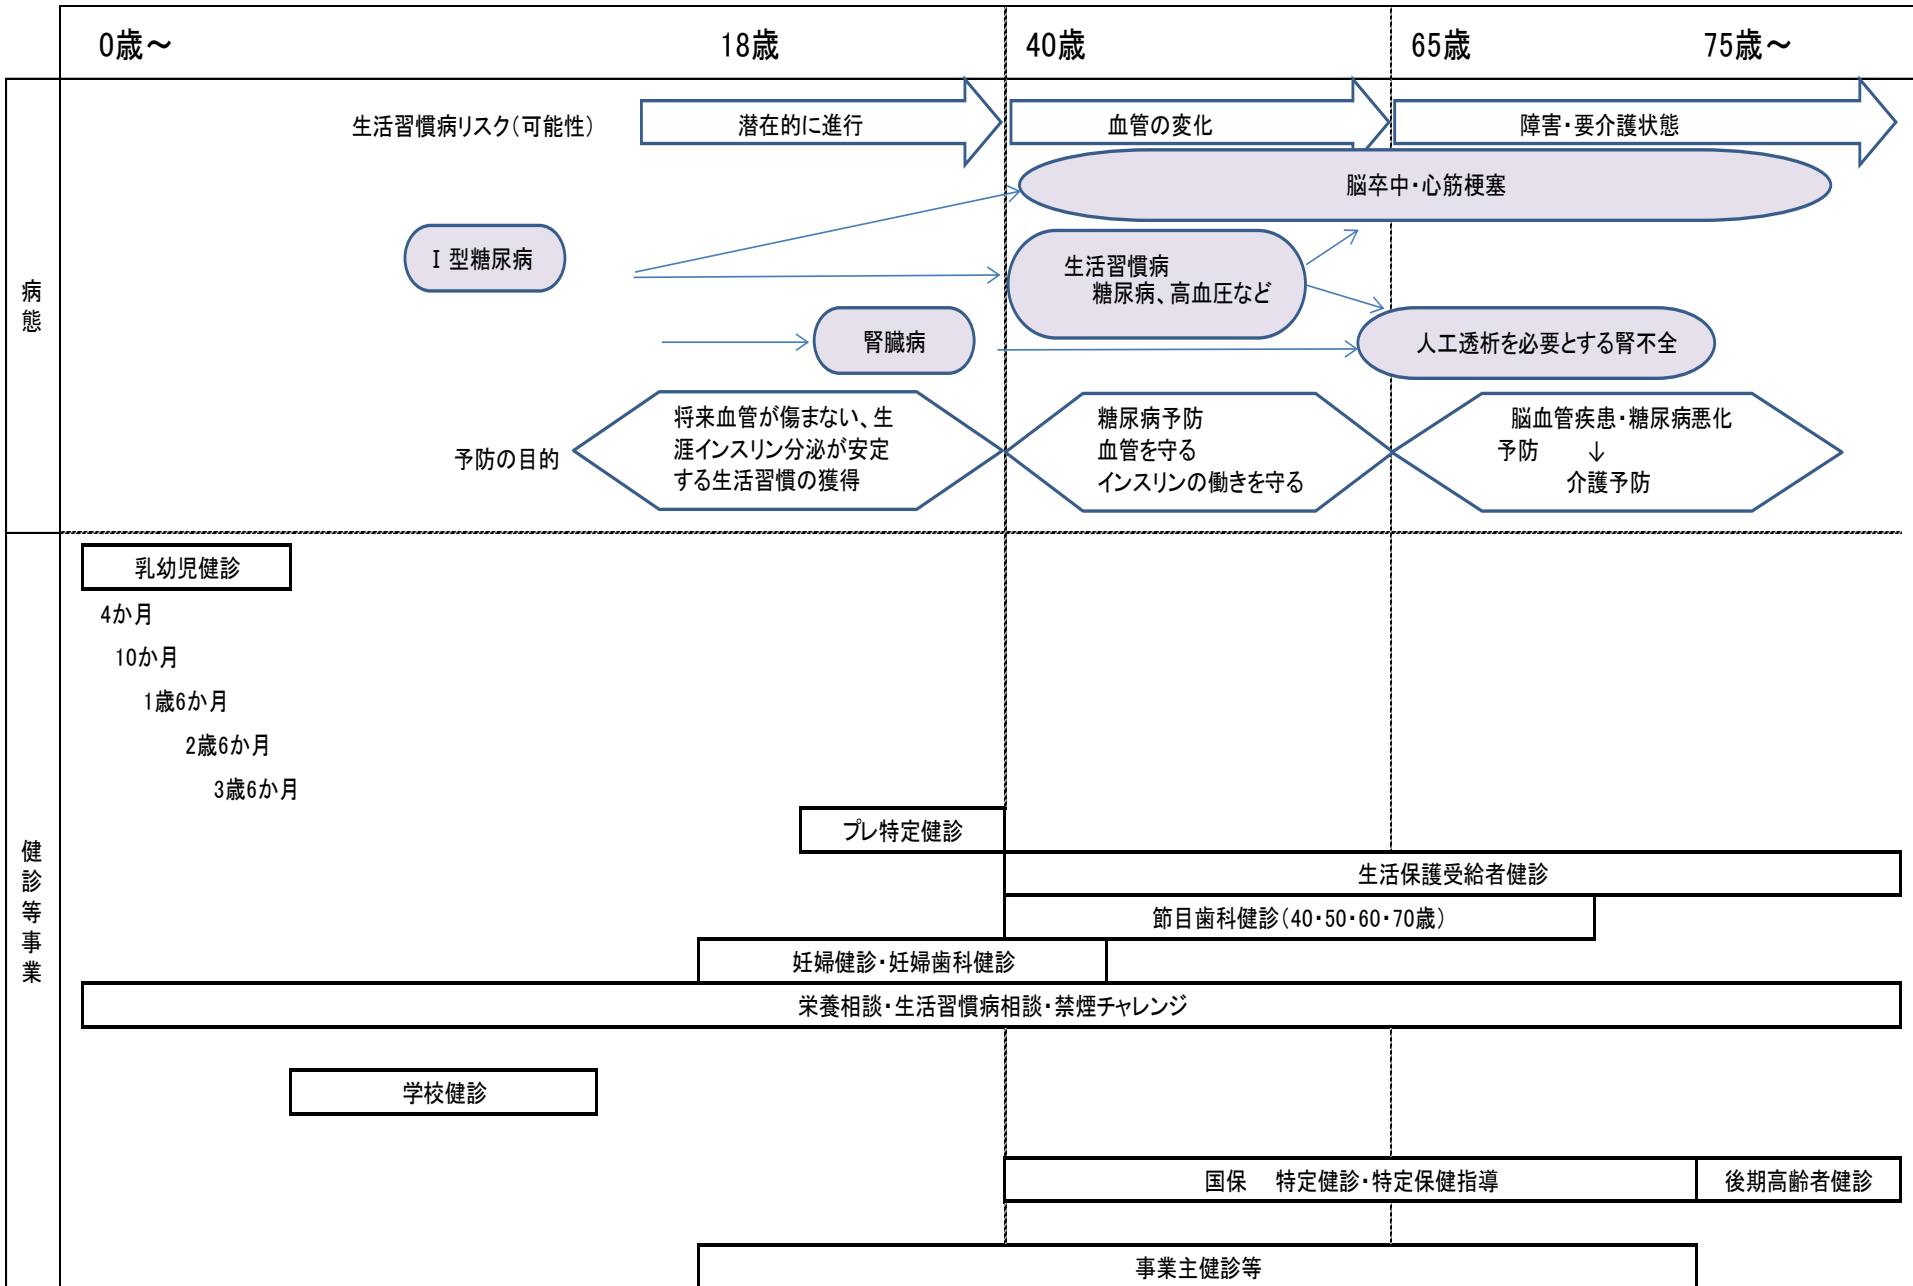 0歳～
18歳
40歳
65歳
75歳～
病態
生活習慣病リスク（可能性）
潜在的に進行
血管の変化
障害・要介護状態
脳卒中・心筋梗塞
Ⅰ型糖尿病
生活習慣病
糖尿病、高血圧など
腎臓病
人工透析を必要とする腎不全
予防の目的
将来血管が傷まない、生
涯インスリン分泌が安定
する生活習慣の獲得
糖尿病予防
血管を守る
インスリンの働きを守る
脳血管疾患・糖尿病悪化
予防 ↓
介護予防
健診等事業
乳幼児健診
4か月
10か月
1歳6か月
2歳6か月
3歳6か月
プレ特定健診
生活保護受給者健診
節目歯科健診（40・50・60・70歳）
妊婦健診・妊婦歯科健診
栄養相談・生活習慣病相談・禁煙チャレンジ
学校健診
国保 特定健診・特定保健指導
後期高齢者健診
事業主健診等